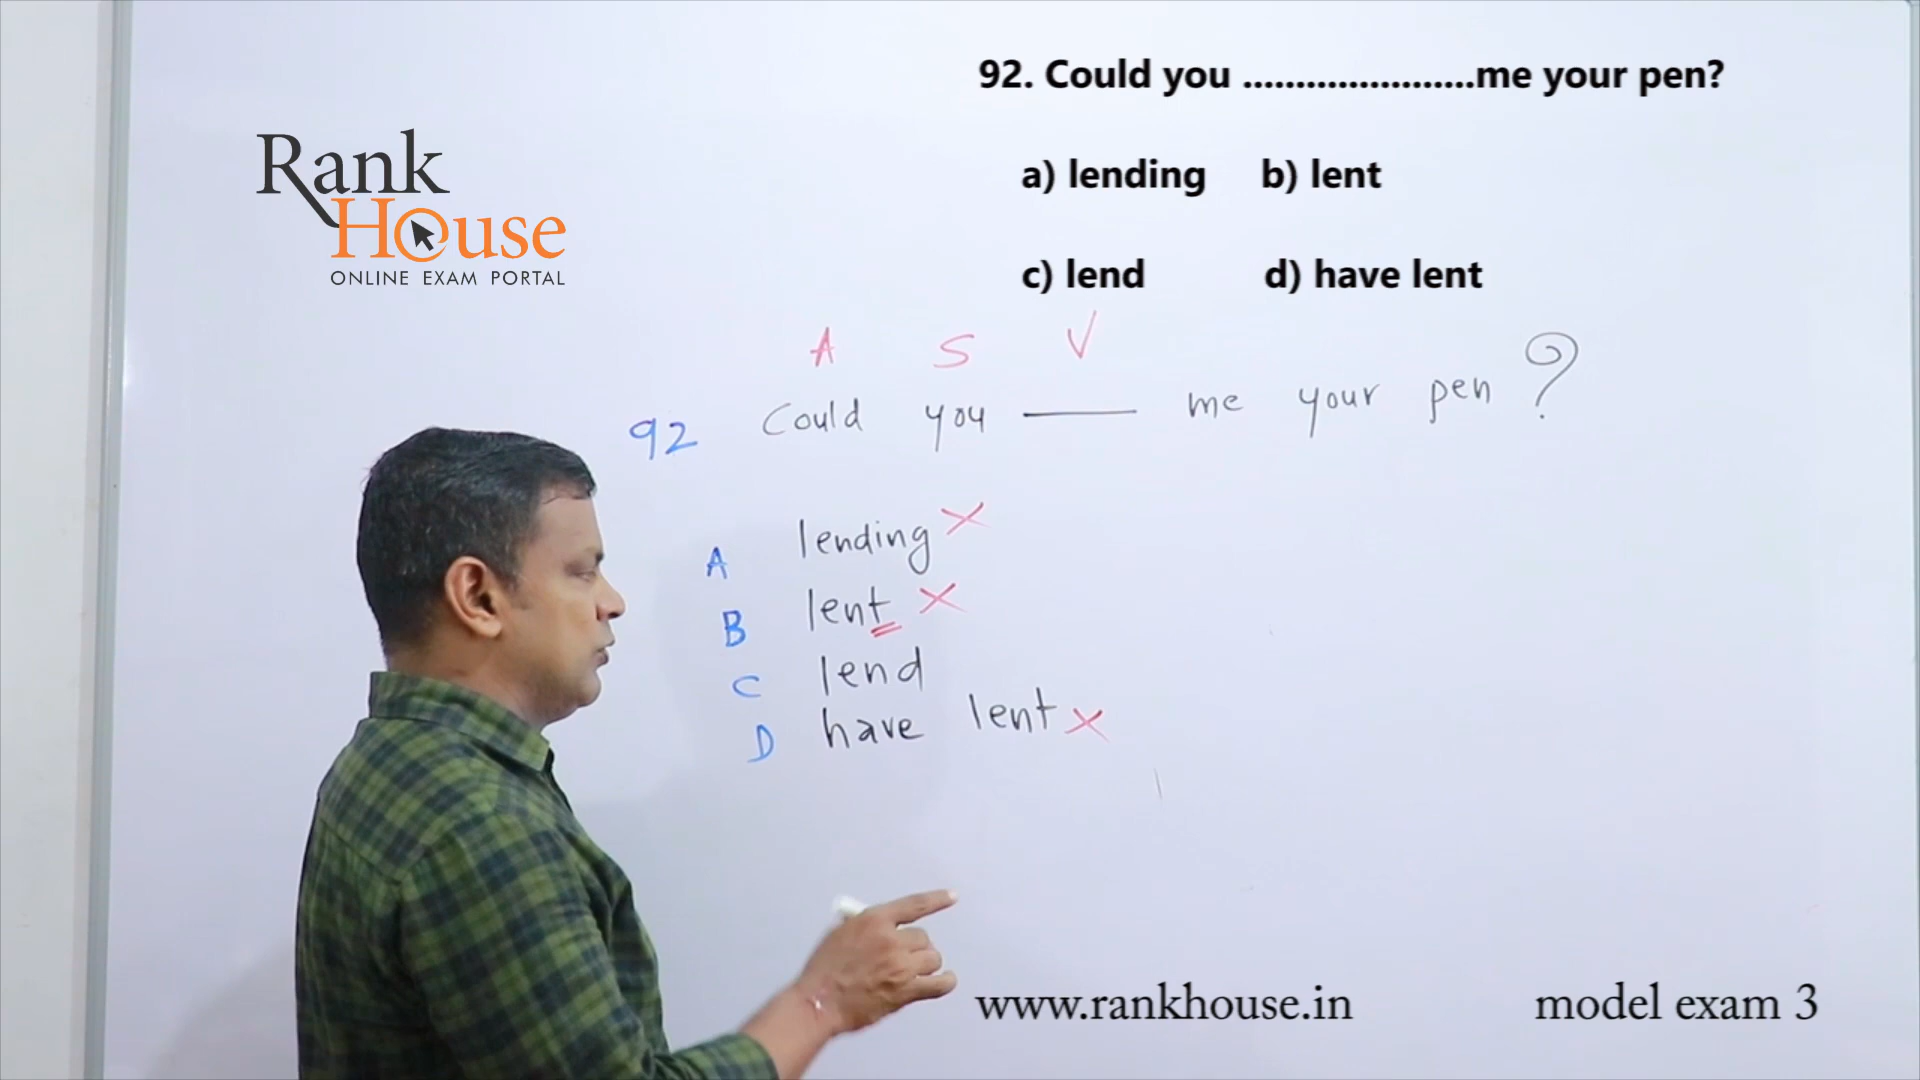 92. Could you ......................me your pen?
a) lending b) lent
c) lend d) have lent
Rank
House
ONLINE EXAM PORTAL
A S V
92 Could you ___ me your pen?
A lending ×
B lent ×
C lend
D have lent ×
www.rankhouse.in model exam 3